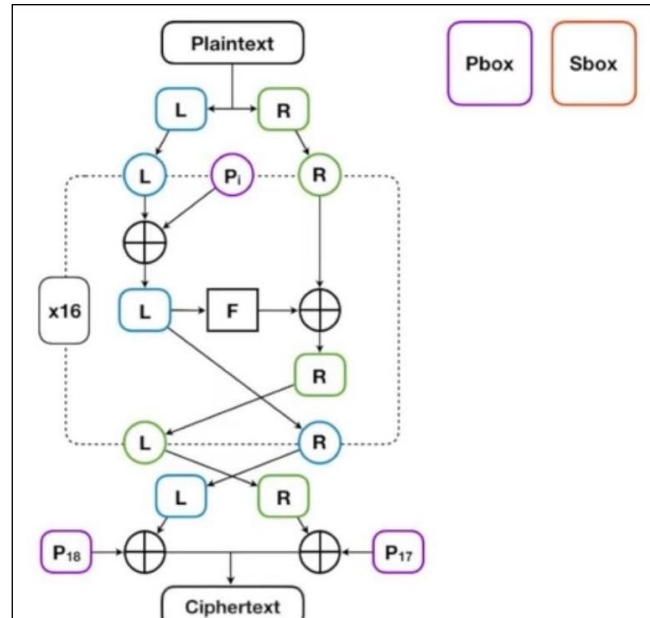 Plaintext
Pbox Sbox
L R
L Pi R
x16 L F
R
L R
L R
P18 P17
Ciphertext